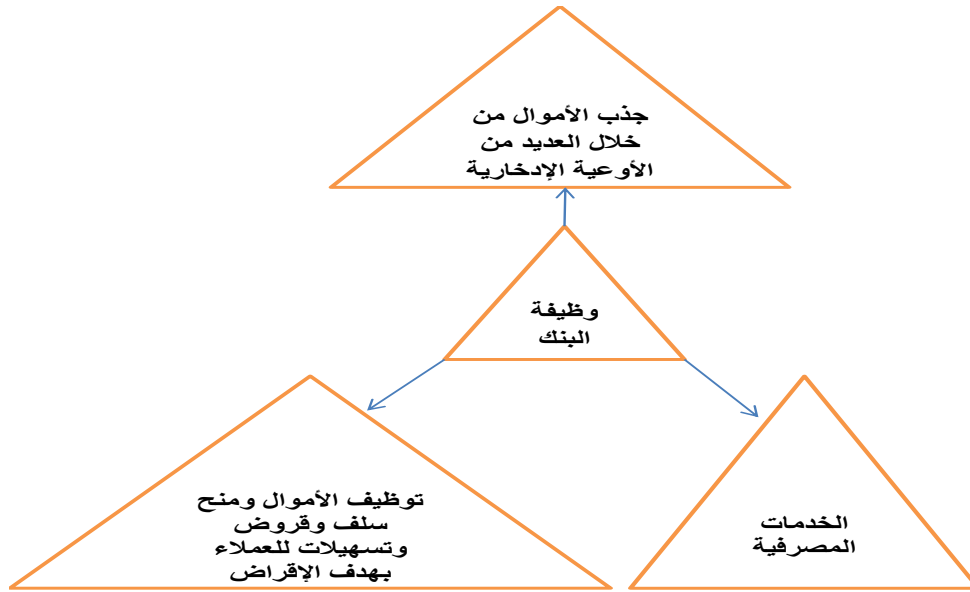 جذب الأموال من
خلال العديد من
الأوعية الإدخارية
وظيفة
البنك
توظيف الأموال ومنح
سلف وقروض
وتسهيلات للعملاء
بهدف الإقراض
الخدمات
المصرفية